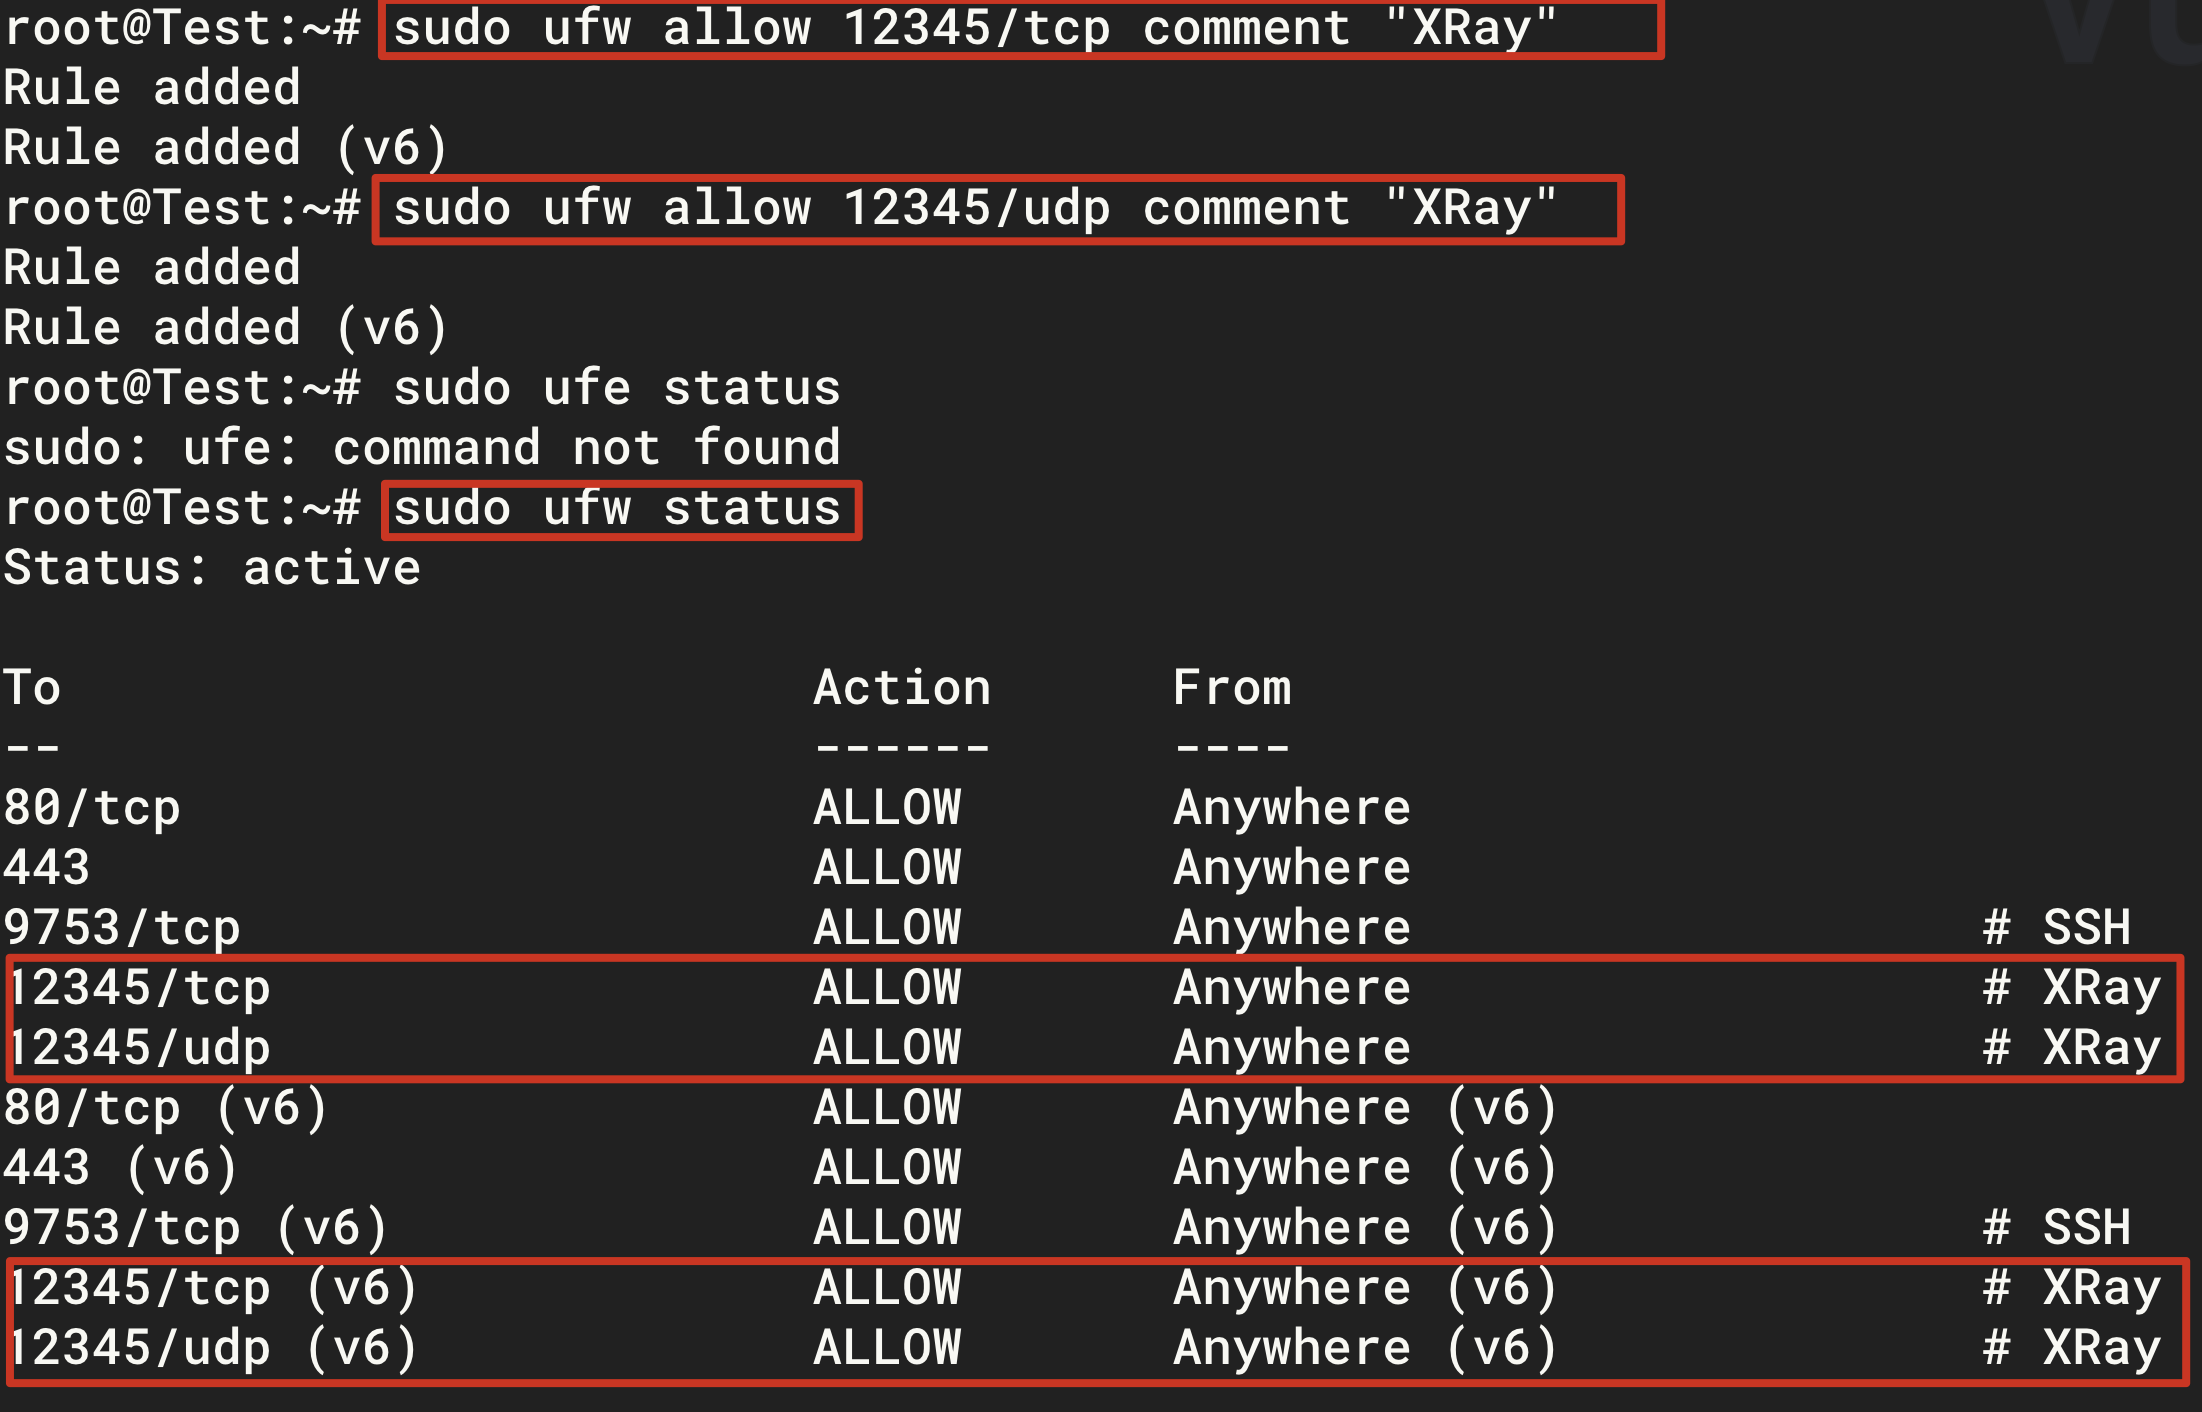 root@Test:~# sudo ufw allow 12345/tcp comment "XRay"
Rule added
Rule added (v6)
root@Test:~# sudo ufw allow 12345/udp comment "XRay"
Rule added
Rule added (v6)
root@Test:~# sudo ufe status
sudo: ufe: command not found
root@Test:~# sudo ufw status
Status: active
To Action From
-- ------ ----
80/tcp ALLOW Anywhere
443 ALLOW Anywhere
9753/tcp ALLOW Anywhere # SSH
12345/tcp ALLOW Anywhere # XRay
12345/udp ALLOW Anywhere # XRay
80/tcp (v6) ALLOW Anywhere (v6)
443 (v6) ALLOW Anywhere (v6)
9753/tcp (v6) ALLOW Anywhere (v6) # SSH
12345/tcp (v6) ALLOW Anywhere (v6) # XRay
12345/udp (v6) ALLOW Anywhere (v6) # XRay